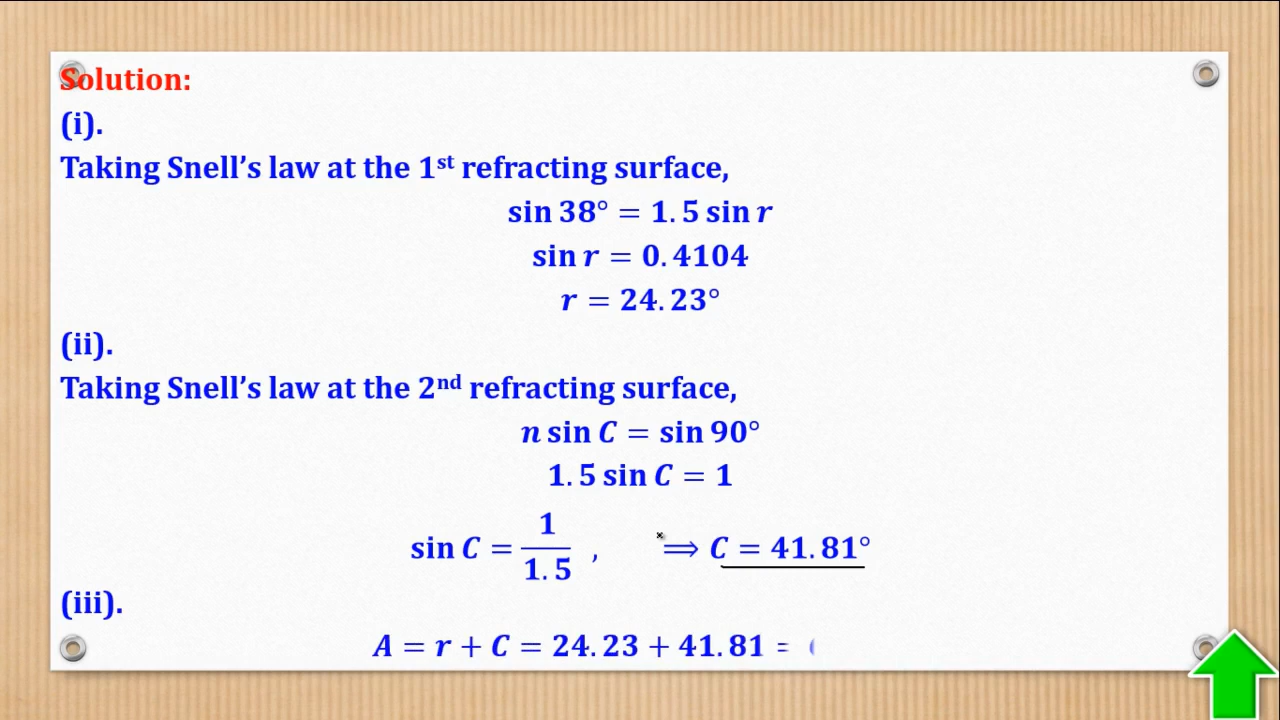 Solution:
(i).
Taking Snell’s law at the 1st refracting surface,
sin 38° = 1.5 sin r
sin r = 0.4104
r = 24.23°
(ii).
Taking Snell’s law at the 2nd refracting surface,
n sin C = sin 90°
1.5 sin C = 1
sin C = 1/1.5 , ⟹ C = 41.81°
(iii).
A = r + C = 24.23 + 41.81 =